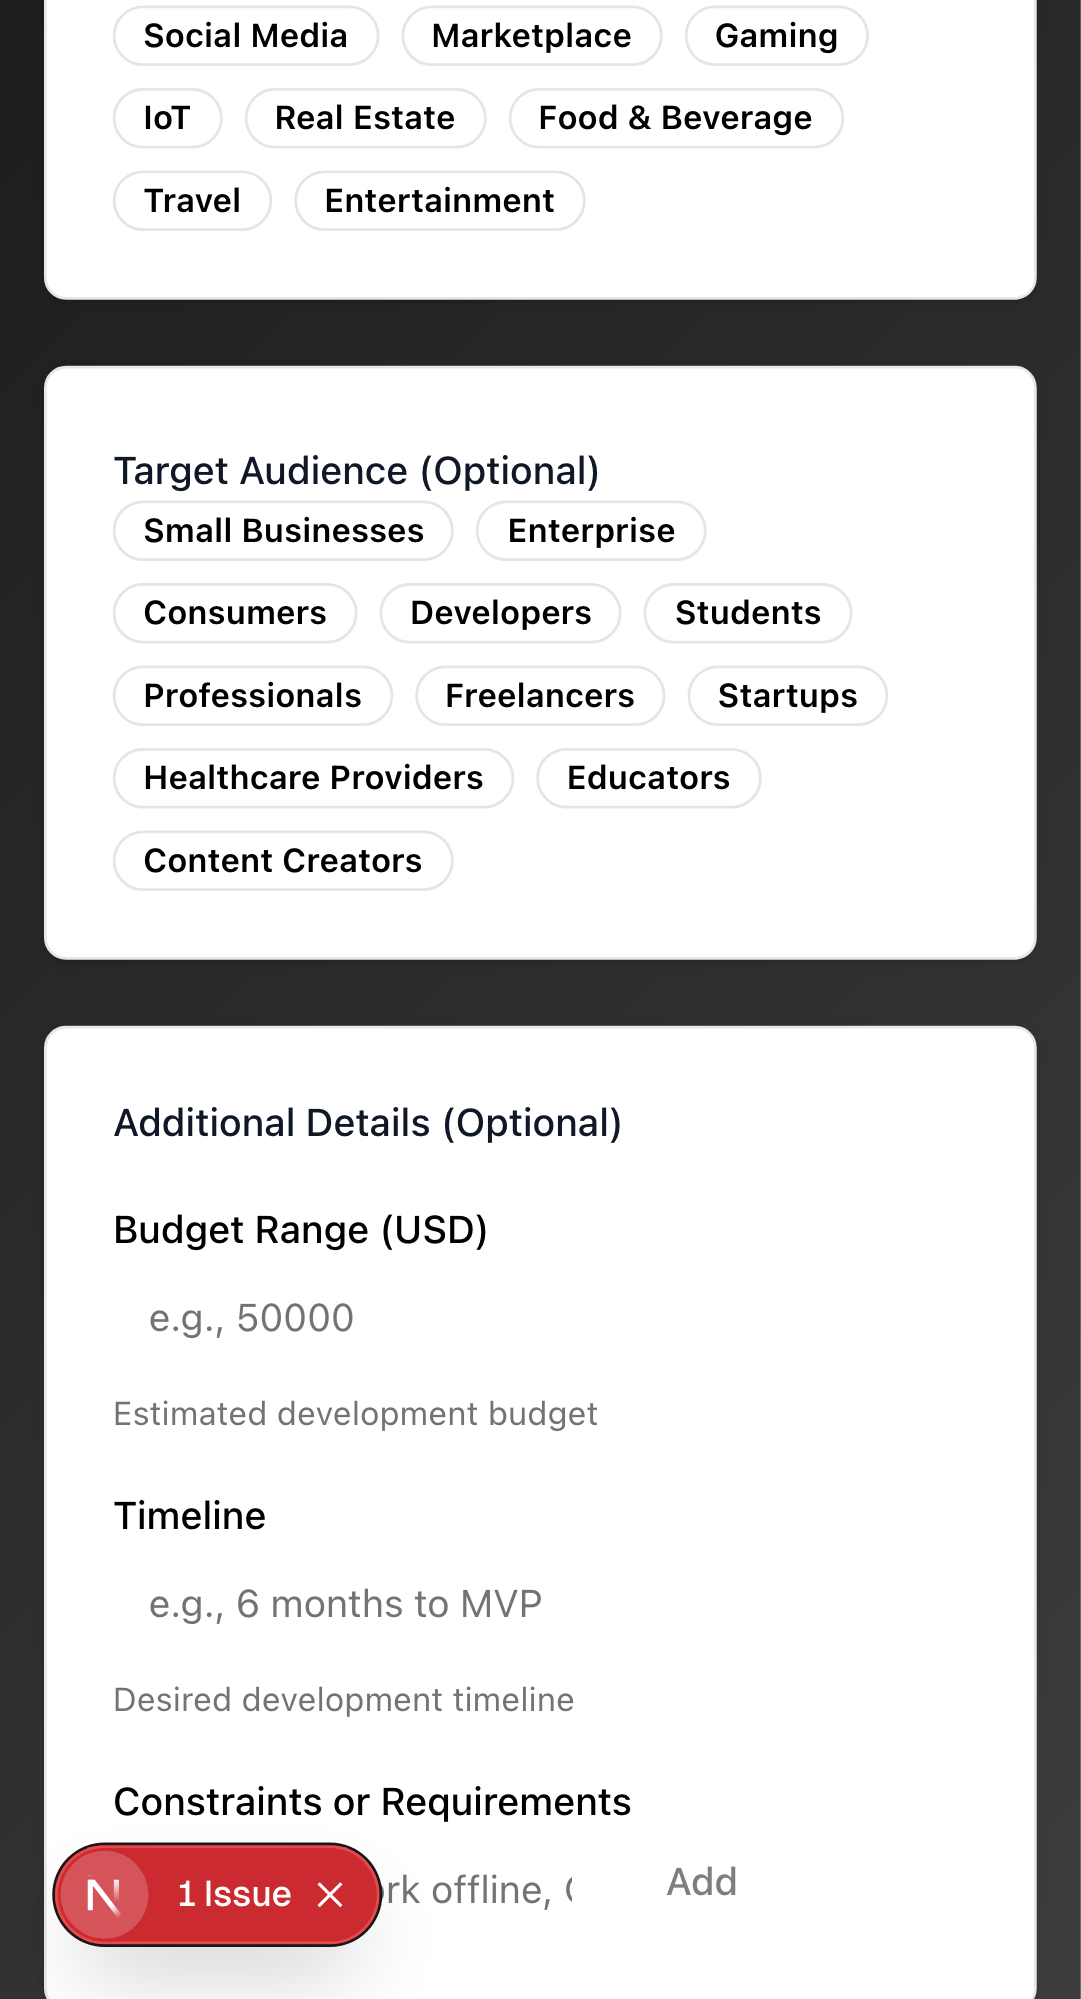 Social Media Marketplace Gaming
IoT Real Estate Food & Beverage
Travel Entertainment
Target Audience (Optional)
Small Businesses Enterprise
Consumers Developers Students
Professionals Freelancers Startups
Healthcare Providers Educators
Content Creators
Additional Details (Optional)
Budget Range (USD)
e.g., 50000
Estimated development budget
Timeline
e.g., 6 months to MVP
Desired development timeline
Constraints or Requirements
N 1 Issue rk offline, Add